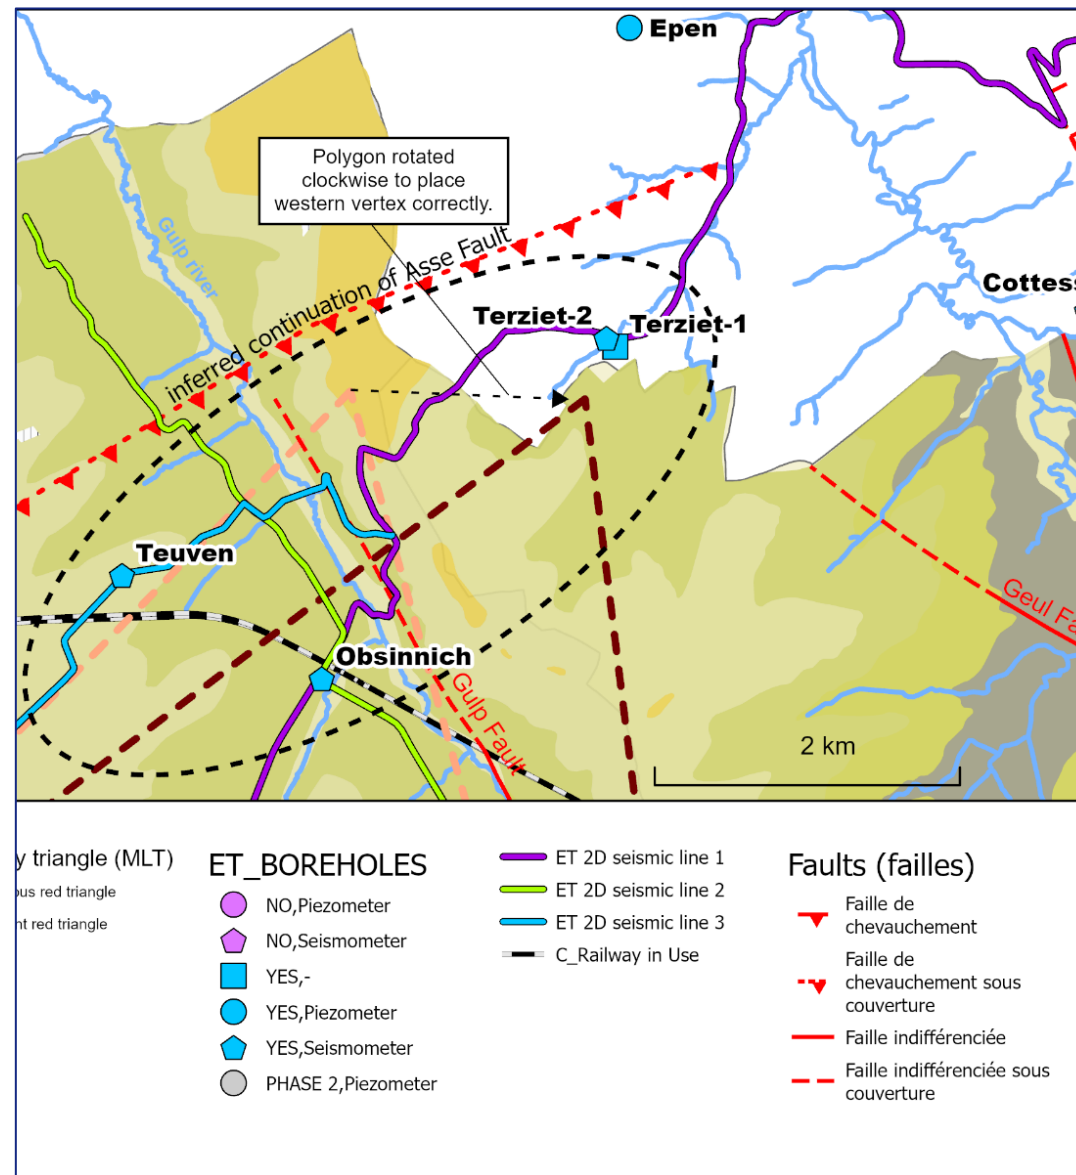 Epen
Polygon rotated
clockwise to place
western vertex correctly.
Gulp river
inferred continuation of Asse Fault
Cottess
Terziet-2
Terziet-1
Teuven
Obsinnich
Gulp Fault
Geul Fa
2 km
y triangle (MLT)
ous red triangle
nt red triangle
ET_BOREHOLES
NO,Piezometer
NO,Seismometer
YES,-
YES,Piezometer
YES,Seismometer
PHASE 2,Piezometer
ET 2D seismic line 1
ET 2D seismic line 2
ET 2D seismic line 3
C_Railway in Use
Faults (failles)
Faille de
chevauchement
Faille de
chevauchement sous
couverture
Faille indifférenciée
Faille indifférenciée sous
couverture